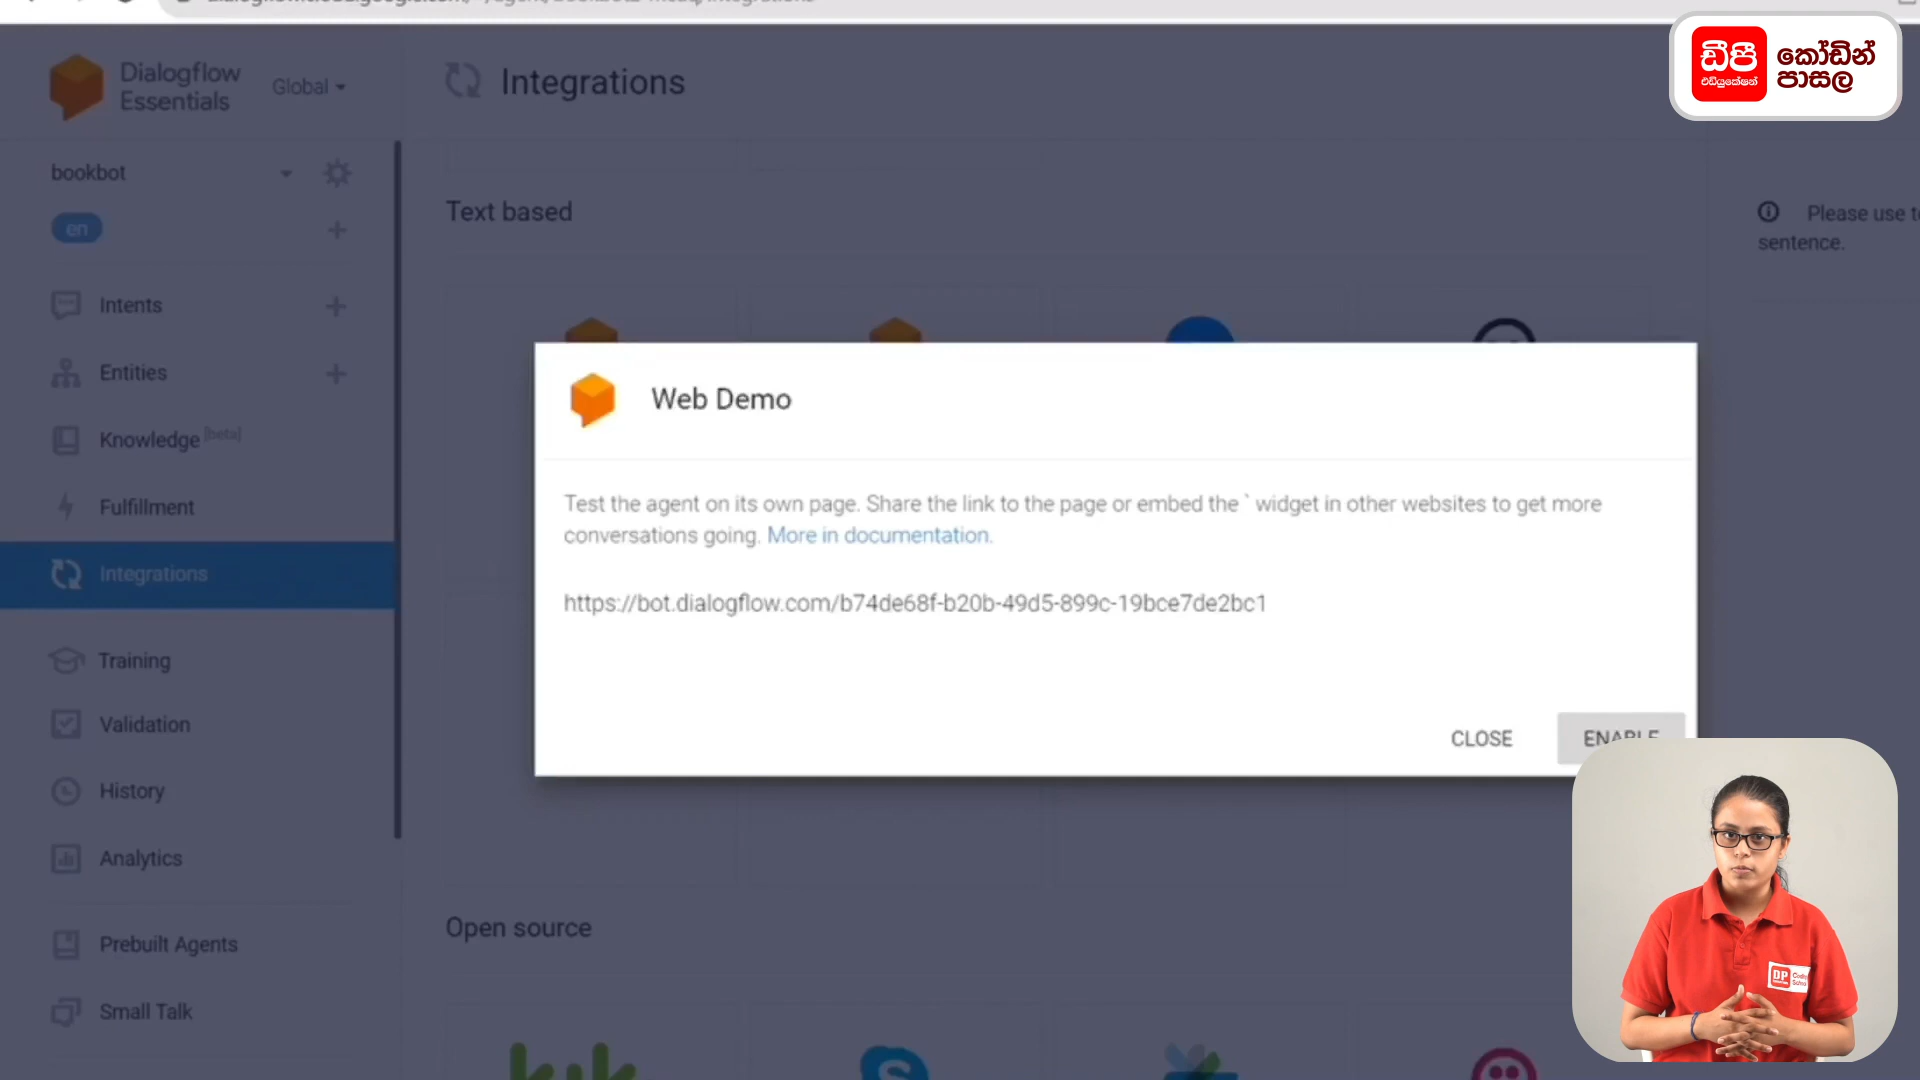 Dialogflow
Essentials
Global
Integrations
ඩීපී
එඩියුකේෂන්
කෝඩින්
පාසල
bookbot
en
Text based
Please use
sentence.
Intents
Entities
Knowledge [beta]
Fulfillment
Integrations
Training
Validation
History
Analytics
Prebuilt Agents
Small Talk
Web Demo
Test the agent on its own page. Share the link to the page or embed the ` widget in other websites to get more
conversations going. More in documentation.
https://bot.dialogflow.com/b74de68f-b20b-49d5-899c-19bce7de2bc1
CLOSE
ENABLE
Open source
kik
DP